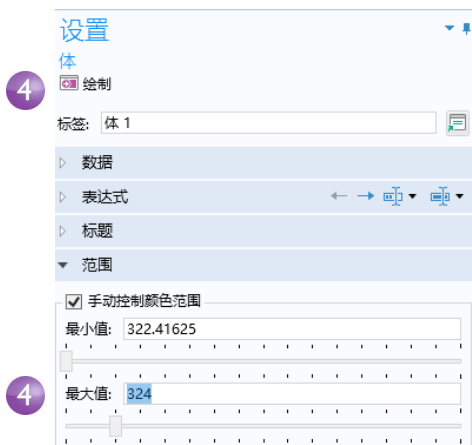 设置
体
4
绘制
标签: 体 1
数据
表达式
标题
范围
手动控制颜色范围
最小值: 322.41625
4
最大值: 324